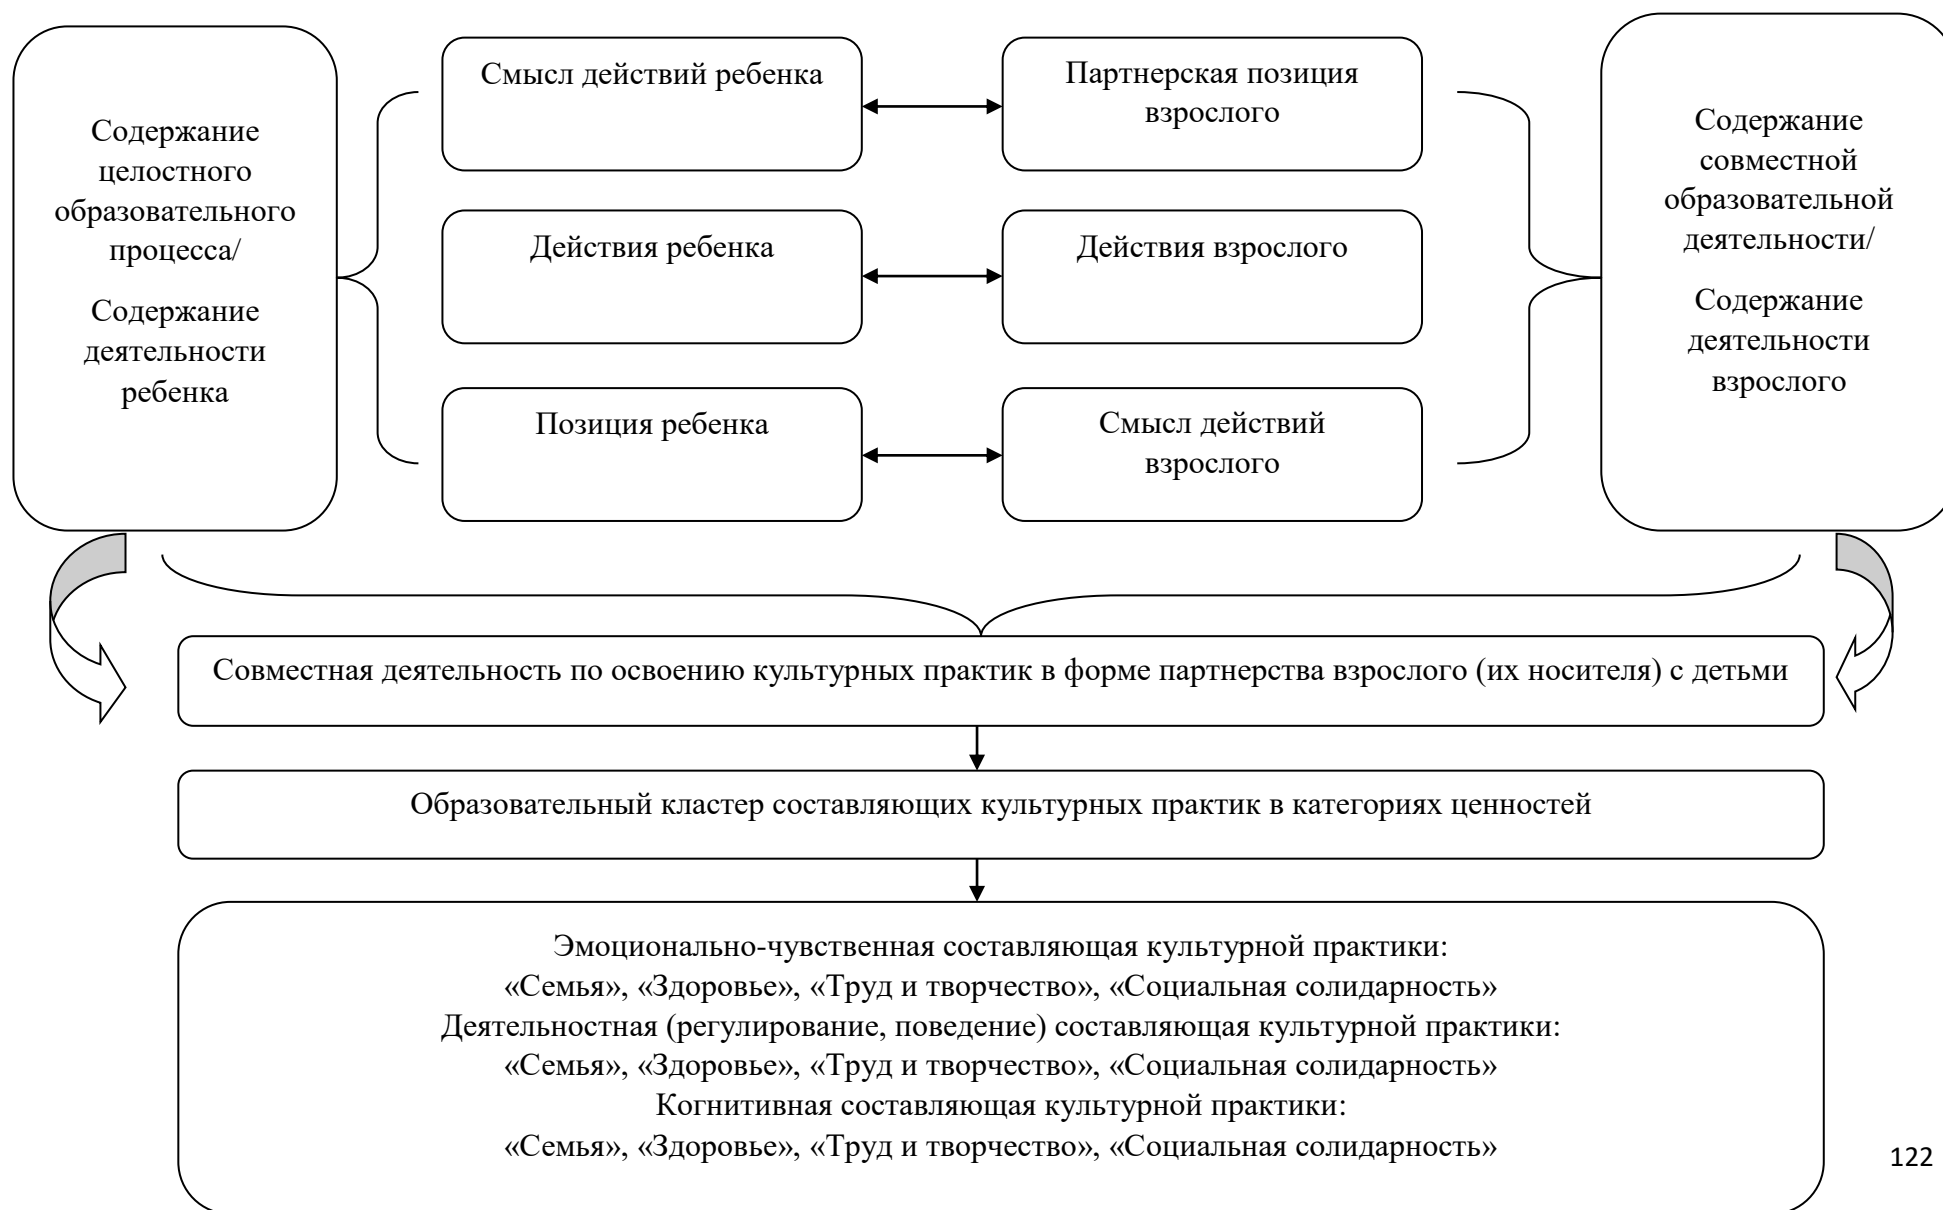 Содержание
целостного
образовательного
процесса/
Содержание
деятельности
ребенка
Смысл действий ребенка
Партнерская позиция
взрослого
Действия ребенка
Действия взрослого
Позиция ребенка
Смысл действий
взрослого
Содержание
совместной
образовательной
деятельности/
Содержание
деятельности
взрослого
Совместная деятельность по освоению культурных практик в форме партнерства взрослого (их носителя) с детьми
Образовательный кластер составляющих культурных практик в категориях ценностей
Эмоционально-чувственная составляющая культурной практики:
«Семья», «Здоровье», «Труд и творчество», «Социальная солидарность»
Деятельностная (регулирование, поведение) составляющая культурной практики:
«Семья», «Здоровье», «Труд и творчество», «Социальная солидарность»
Когнитивная составляющая культурной практики:
«Семья», «Здоровье», «Труд и творчество», «Социальная солидарность»
122